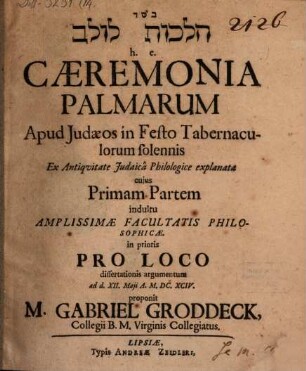 בעזר
הלכות לולב
h. e.
CÆREMONIA
PALMARUM
Apud Judæos in Festo Tabernacu-
lorum solennis
Ex Antiqvitate Judaicâ Philologice explanata
cujus
Primam Partem
indultu
AMPLISSIMÆ FACULTATIS PHILO-
SOPHICÆ
in prioris
PRO LOCO
dissertationis argumentum
ad d. XII. Maji A. M. DC. XCIV.
proponit
M. GABRIEL GRODDECK,
Collegii B. M. Virginis Collegiatus.
LIPSIÆ,
Typis ANDREÆ ZEIDLERI.
2126